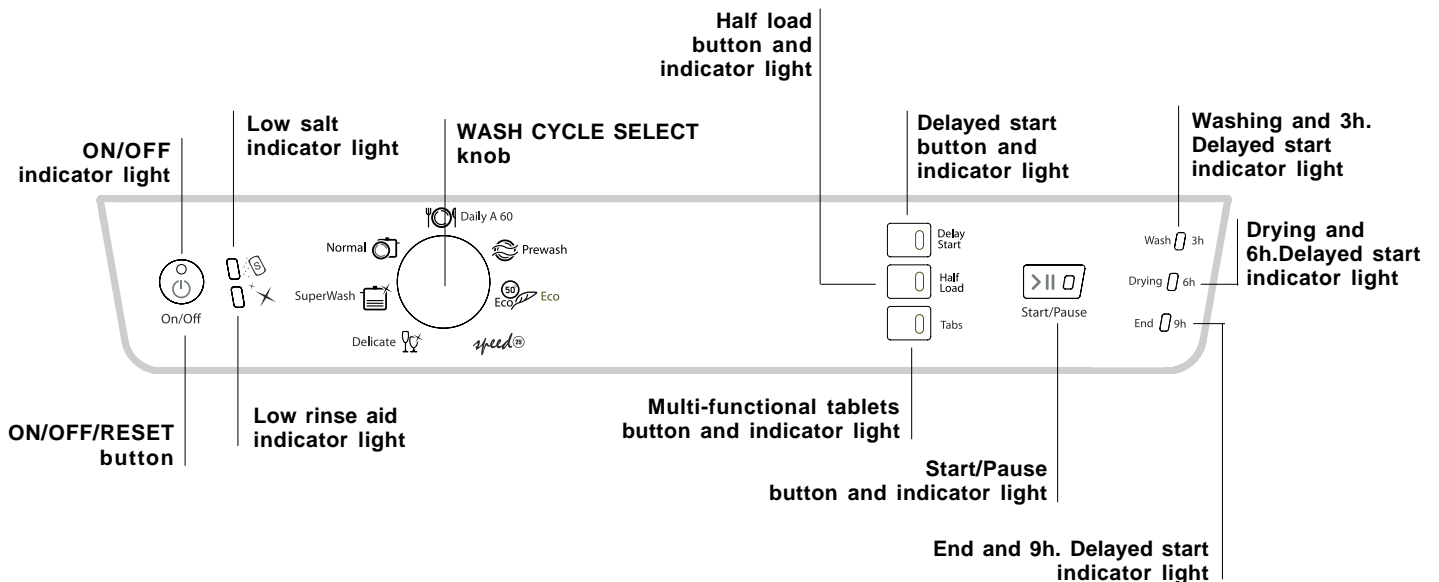 Half load
button and
indicator light
ON/OFF
indicator light
Low salt
indicator light
WASH CYCLE SELECT
knob
Delayed start
button and
indicator light
Washing and 3h.
Delayed start
indicator light
Drying and
6h.Delayed start
indicator light
On/Off
S
Daily A 60
Normal
Prewash
SuperWash
50°
Eco
Eco
Delicate
speed 28
Delay
Start
Half
Load
Tabs
Start/Pause
Wash 3h
Drying 6h
End 9h
ON/OFF/RESET
button
Low rinse aid
indicator light
Multi-functional tablets
button and indicator light
Start/Pause
button and indicator light
End and 9h. Delayed start
indicator light